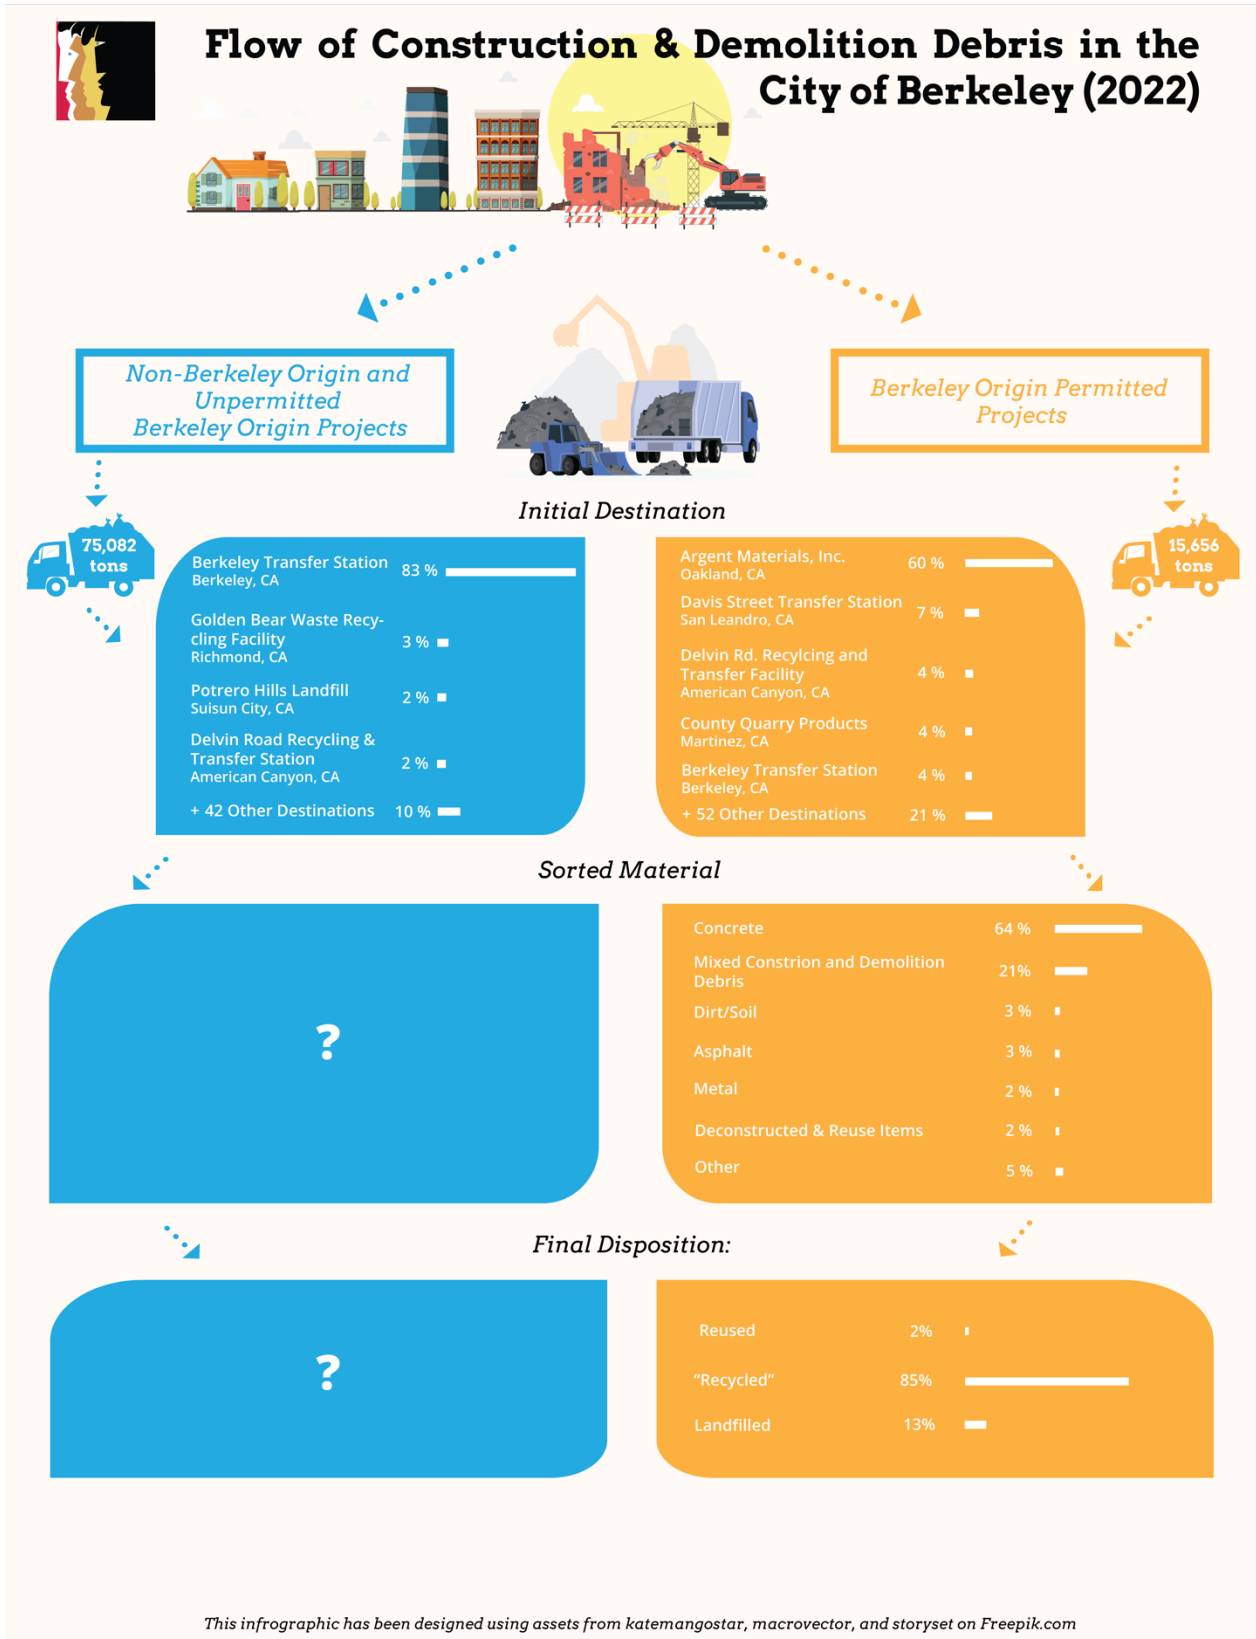 Flow of Construction & Demolition Debris in the
City of Berkeley (2022)
Non-Berkeley Origin and
Unpermitted
Berkeley Origin Projects
Berkeley Origin Permitted
Projects
Initial Destination
75,082
tons
Berkeley Transfer Station 83 %
Berkeley, CA
Golden Bear Waste Recy-
cling Facility 3 %
Richmond, CA
Potrero Hills Landfill 2 %
Suisun City, CA
Delvin Road Recycling &
Transfer Station 2 %
American Canyon, CA
+ 42 Other Destinations 10 %
15,656
tons
Argent Materials, Inc. 60 %
Oakland, CA
Davis Street Transfer Station 7 %
San Leandro, CA
Delvin Rd. Recylcing and
Transfer Facility 4 %
American Canyon, CA
County Quarry Products 4 %
Martinez, CA
Berkeley Transfer Station 4 %
Berkeley, CA
+ 52 Other Destinations 21 %
Sorted Material
?
Concrete 64 %
Mixed Constrion and Demolition
Debris 21%
Dirt/Soil 3 %
Asphalt 3 %
Metal 2 %
Deconstructed & Reuse Items 2 %
Other 5 %
Final Disposition:
?
Reused 2%
“Recycled” 85%
Landfilled 13%
This infrographic has been designed using assets from katemangostar, macrovector, and storyset on Freepik.com